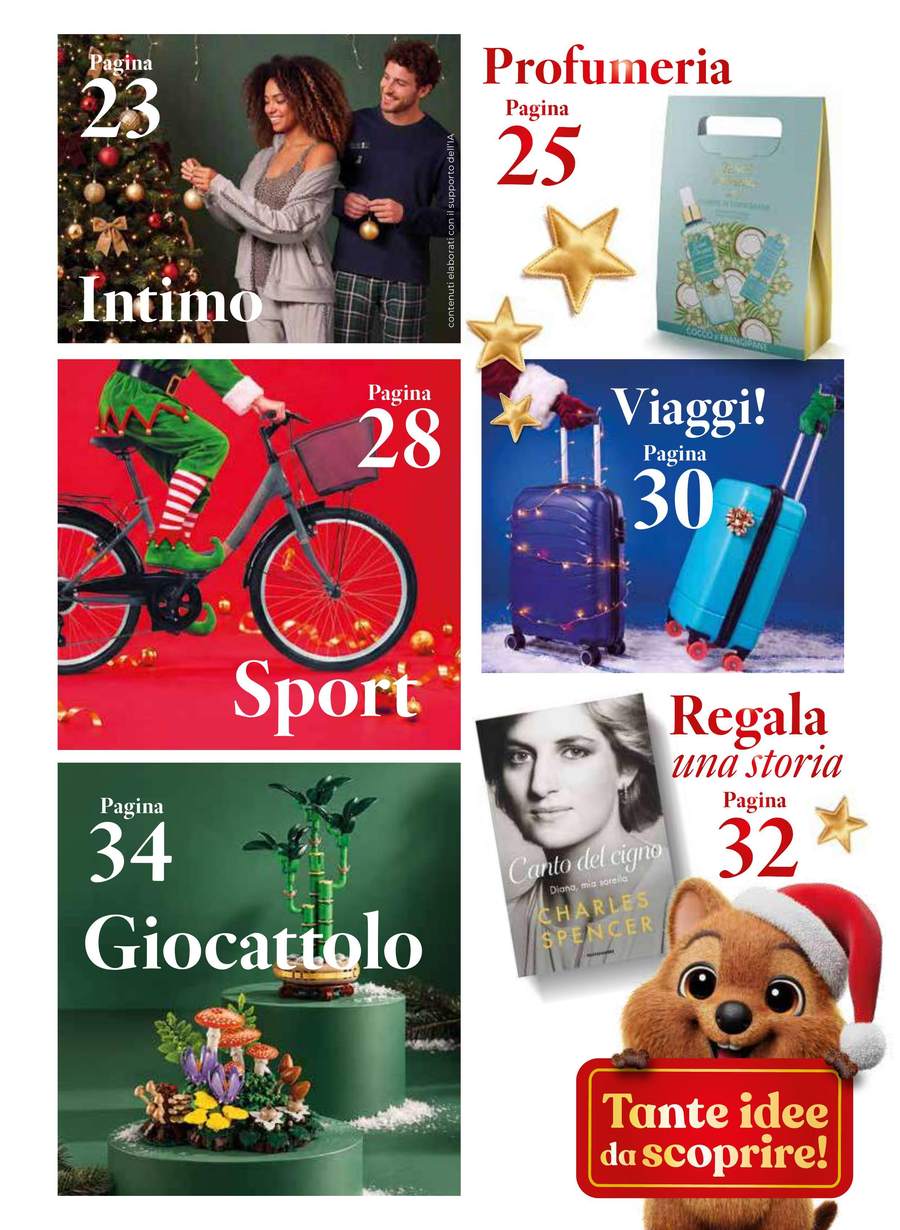 Pagina
23
Intimo
contenuti elaborati con il supporto dell'IA
Profumeria
Pagina
25
COCCO e FRANGIPANE
Pagina
28
Sport
Viaggi!
Pagina
30
Pagina
34
Giocattolo
Regala
una storia
Pagina
32
Canto del cigno
Diana, mia sorella
CHARLES
SPENCER
MONDADORI
Tante idee
da scoprire!